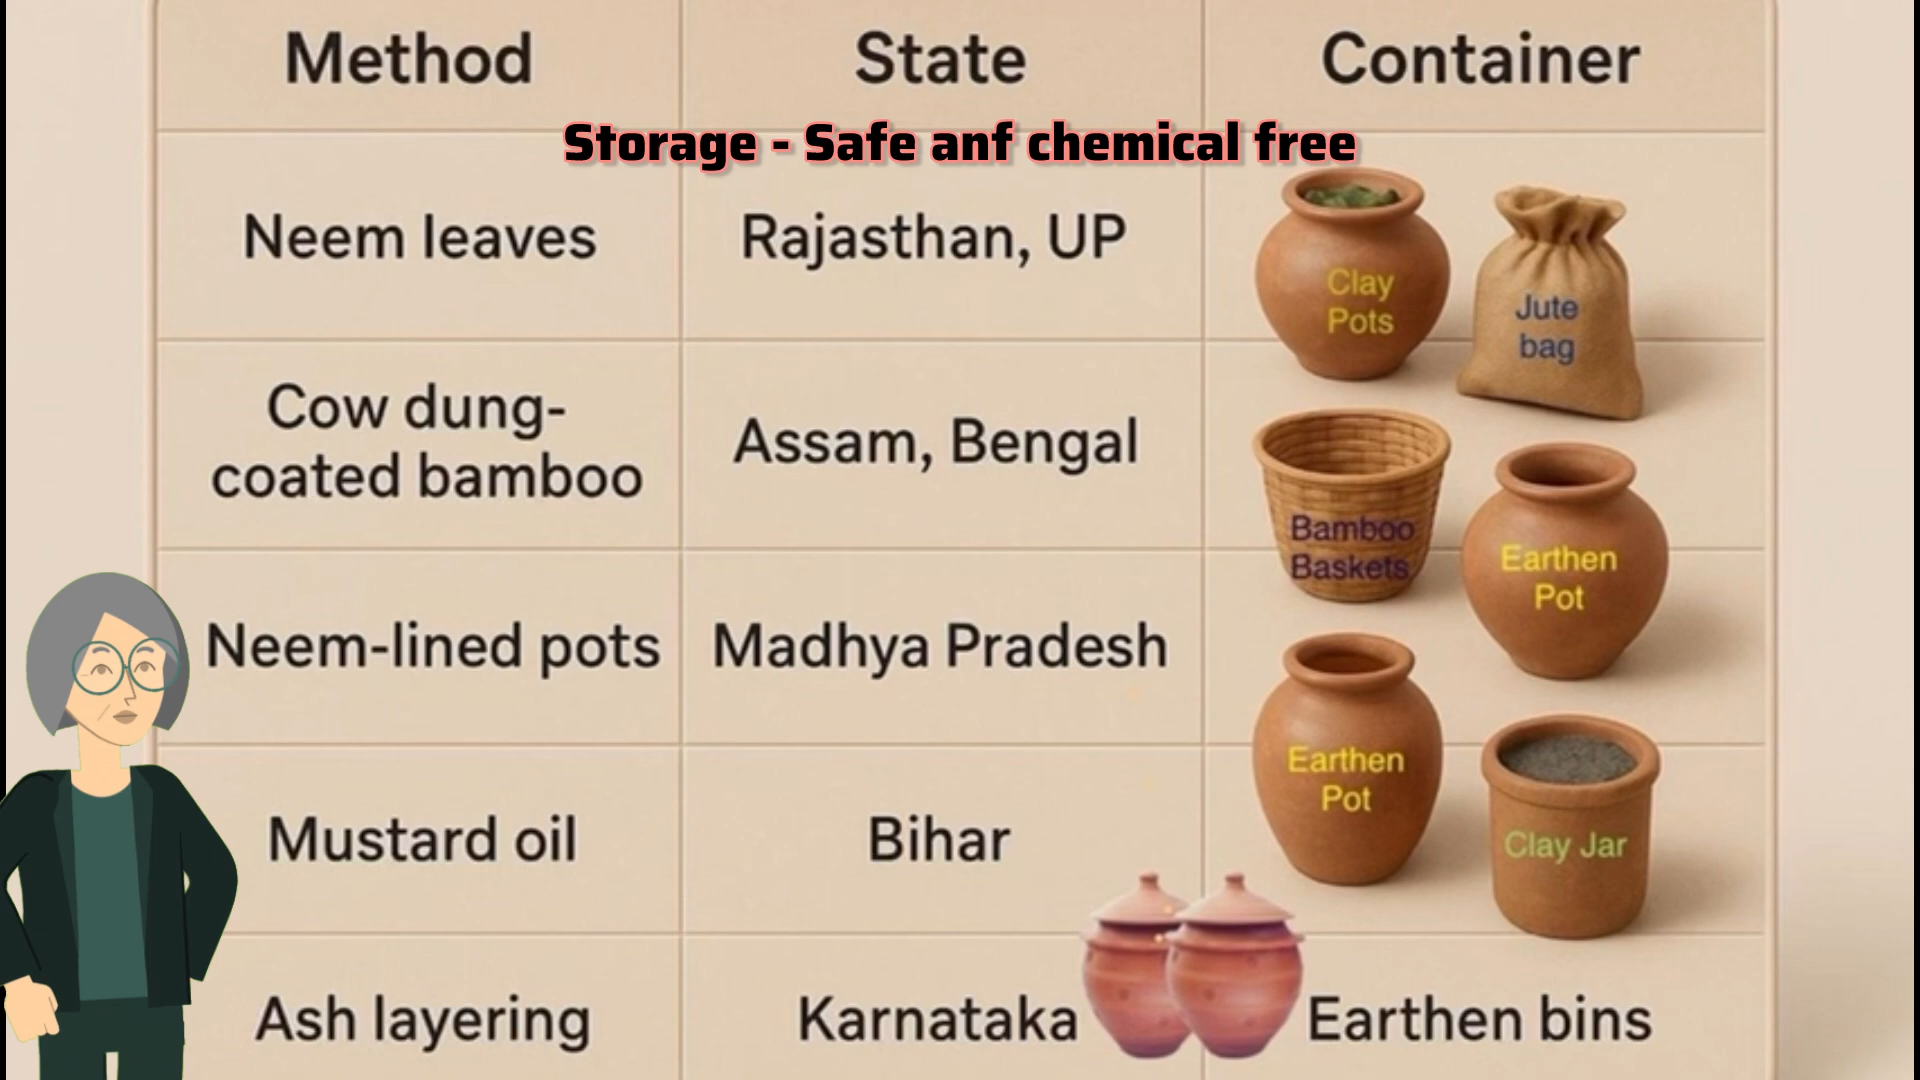 Method State Container
Storage - Safe anf chemical free
Neem leaves Rajasthan, UP
Clay
Pots
Jute
bag
Cow dung-
coated bamboo
Assam, Bengal
Bamboo
Baskets
Earthen
Pot
Neem-lined pots Madhya Pradesh
Earthen
Pot
Mustard oil Bihar
Clay Jar
Ash layering Karnataka Earthen bins